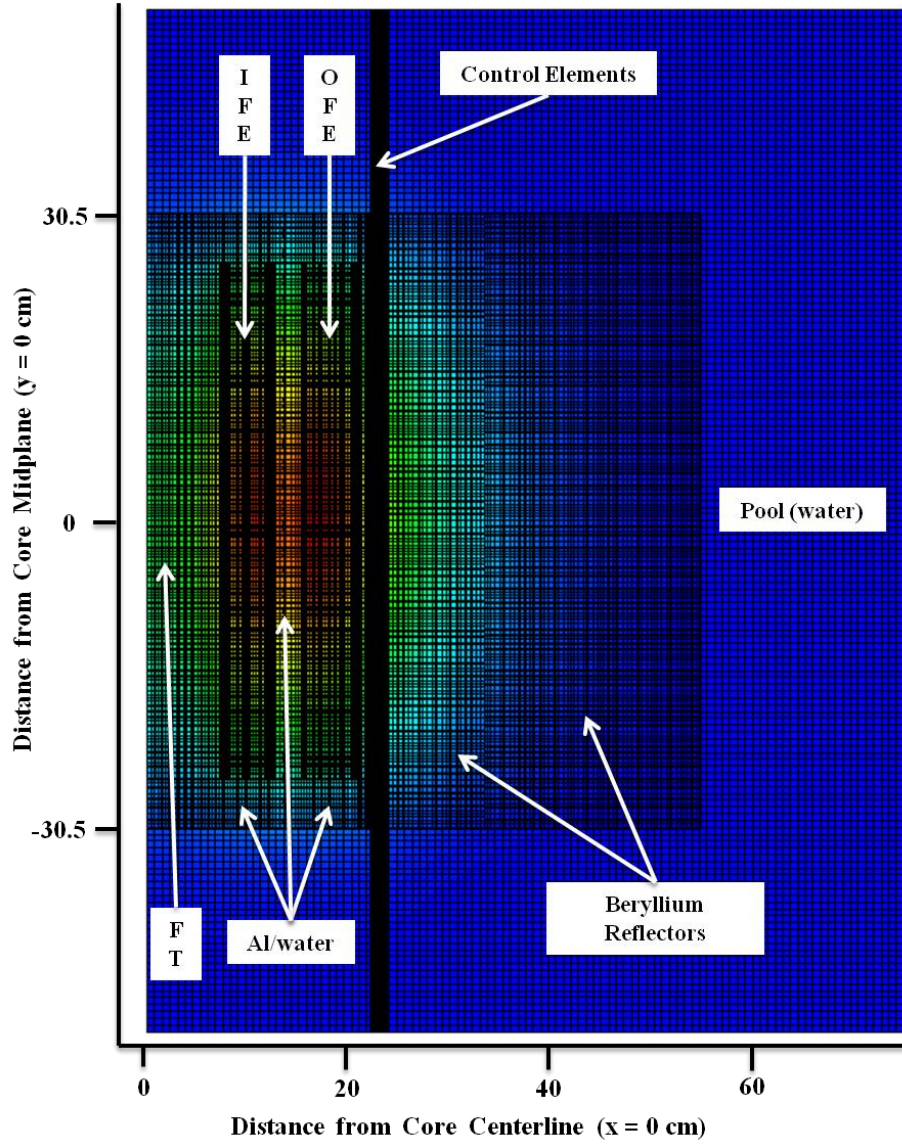 I
F
E
O
F
E
Control Elements
30.5
0
-30.5
Distance from Core Midplane (y = 0 cm)
Pool (water)
F
T
Al/water
Beryllium
Reflectors
0
20
40
60
Distance from Core Centerline (x = 0 cm)